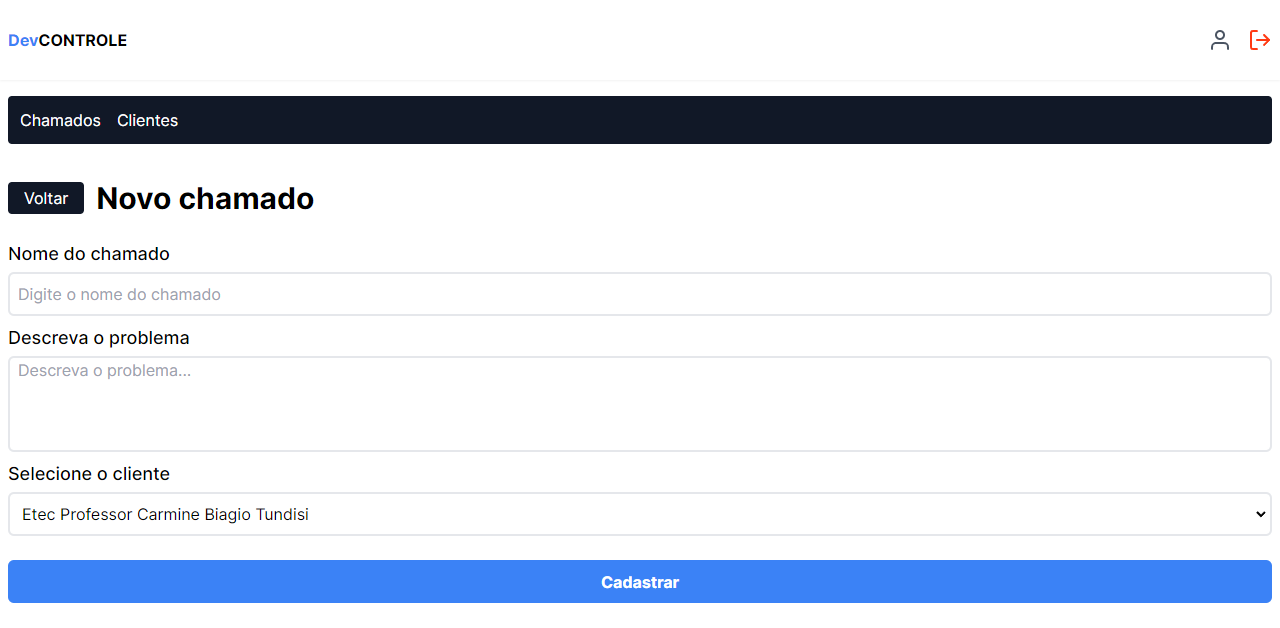 DevCONTROLE
Chamados Clientes
Voltar Novo chamado
Nome do chamado
Digite o nome do chamado
Descreva o problema
Descreva o problema...
Selecione o cliente
Etec Professor Carmine Biagio Tundisi
Cadastrar